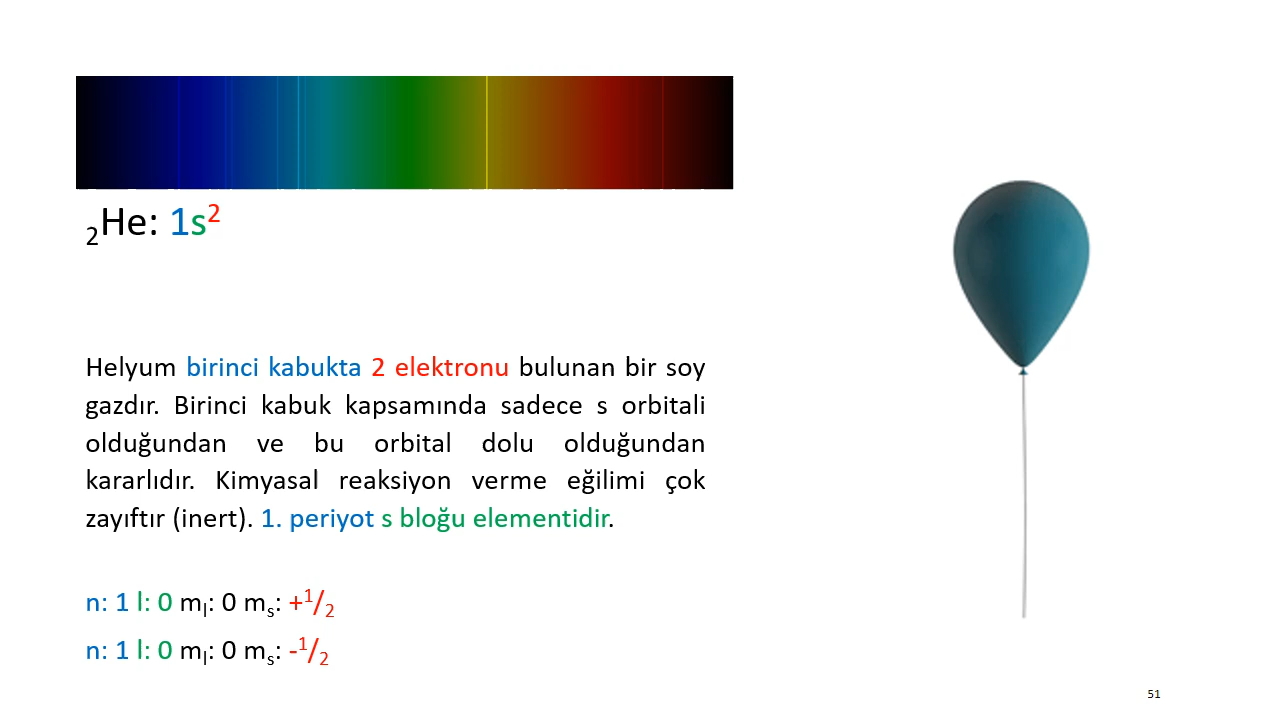 ₂He: 1s²
Helyum birinci kabukta 2 elektronu bulunan bir soy
gazdır. Birinci kabuk kapsamında sadece s orbitali
olduğundan ve bu orbital dolu olduğundan
kararlıdır. Kimyasal reaksiyon verme eğilimi çok
zayıftır (inert). 1. periyot s bloğu elementidir.
n: 1 l: 0 mₗ: 0 mₛ: +¹/₂
n: 1 l: 0 mₗ: 0 mₛ: -¹/₂
51